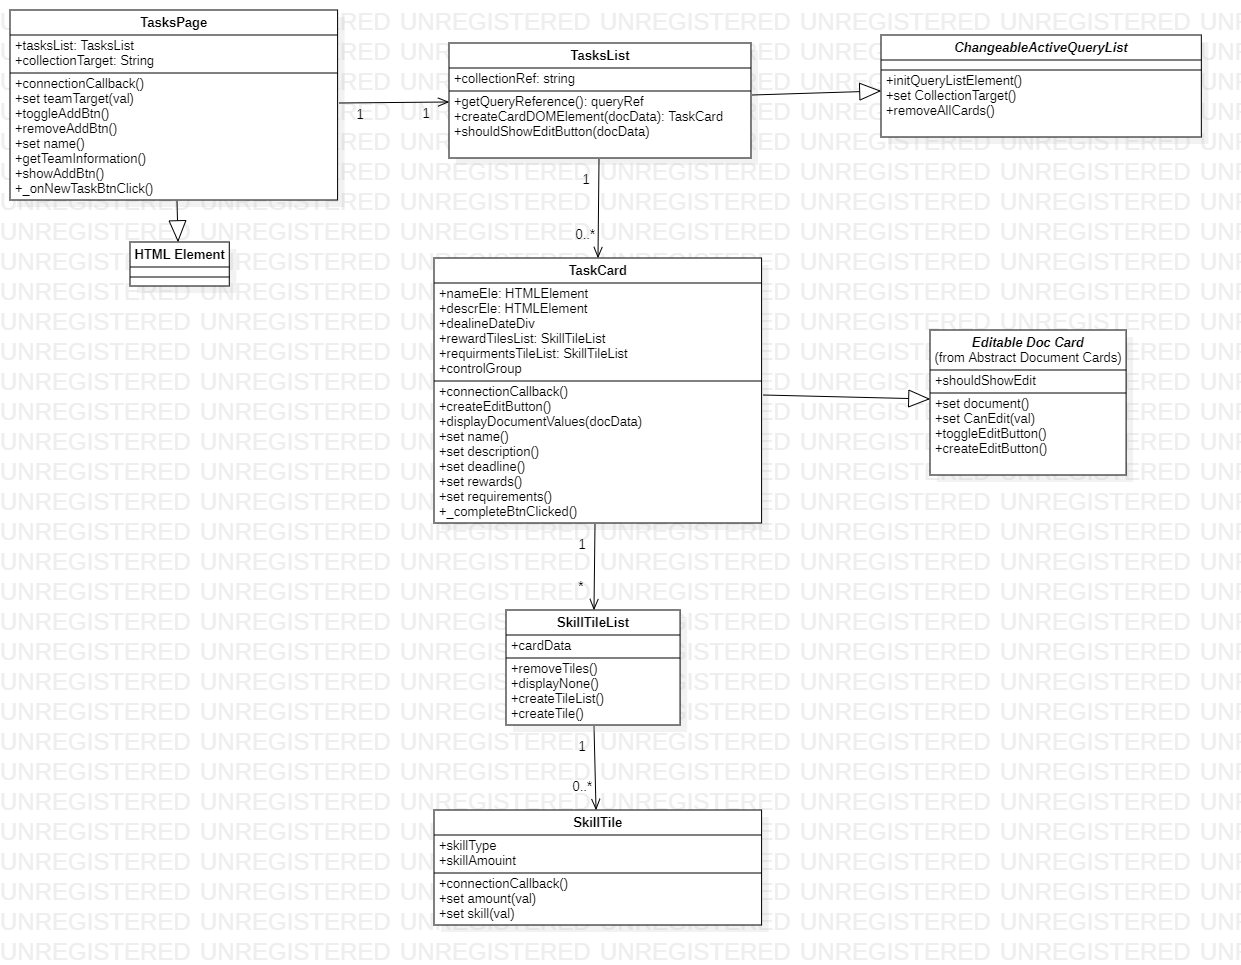 TasksPage
+tasksList: TasksList
+collectionTarget: String
+connectionCallback()
+set teamTarget(val)
+toggleAddBtn()
+removeAddBtn()
+set name()
+getTeamInformation()
+showAddBtn()
+_onNewTaskBtnClick()
HTML Element
1
1
TasksList
+collectionRef: string
+getQueryReference(): queryRef
+createCardDOMElement(docData): TaskCard
+shouldShowEditButton(docData)
ChangeableActiveQueryList
+initQueryListElement()
+set CollectionTarget()
+removeAllCards()
1
0..*
TaskCard
+nameEle: HTMLElement
+descrEle: HTMLElement
+dealineDateDiv
+rewardTilesList: SkillTileList
+requirmentsTileList: SkillTileList
+controlGroup
+connectionCallback()
+createEditButton()
+displayDocumentValues(docData)
+set name()
+set description()
+set deadline()
+set rewards()
+set requirements()
+_completeBtnClicked()
Editable Doc Card
(from Abstract Document Cards)
+shouldShowEdit
+set document()
+set CanEdit(val)
+toggleEditButton()
+createEditButton()
1
*
SkillTileList
+cardData
+removeTiles()
+displayNone()
+createTileList()
+createTile()
1
0..*
SkillTile
+skillType
+skillAmouint
+connectionCallback()
+set amount(val)
+set skill(val)
UNREGISTERED